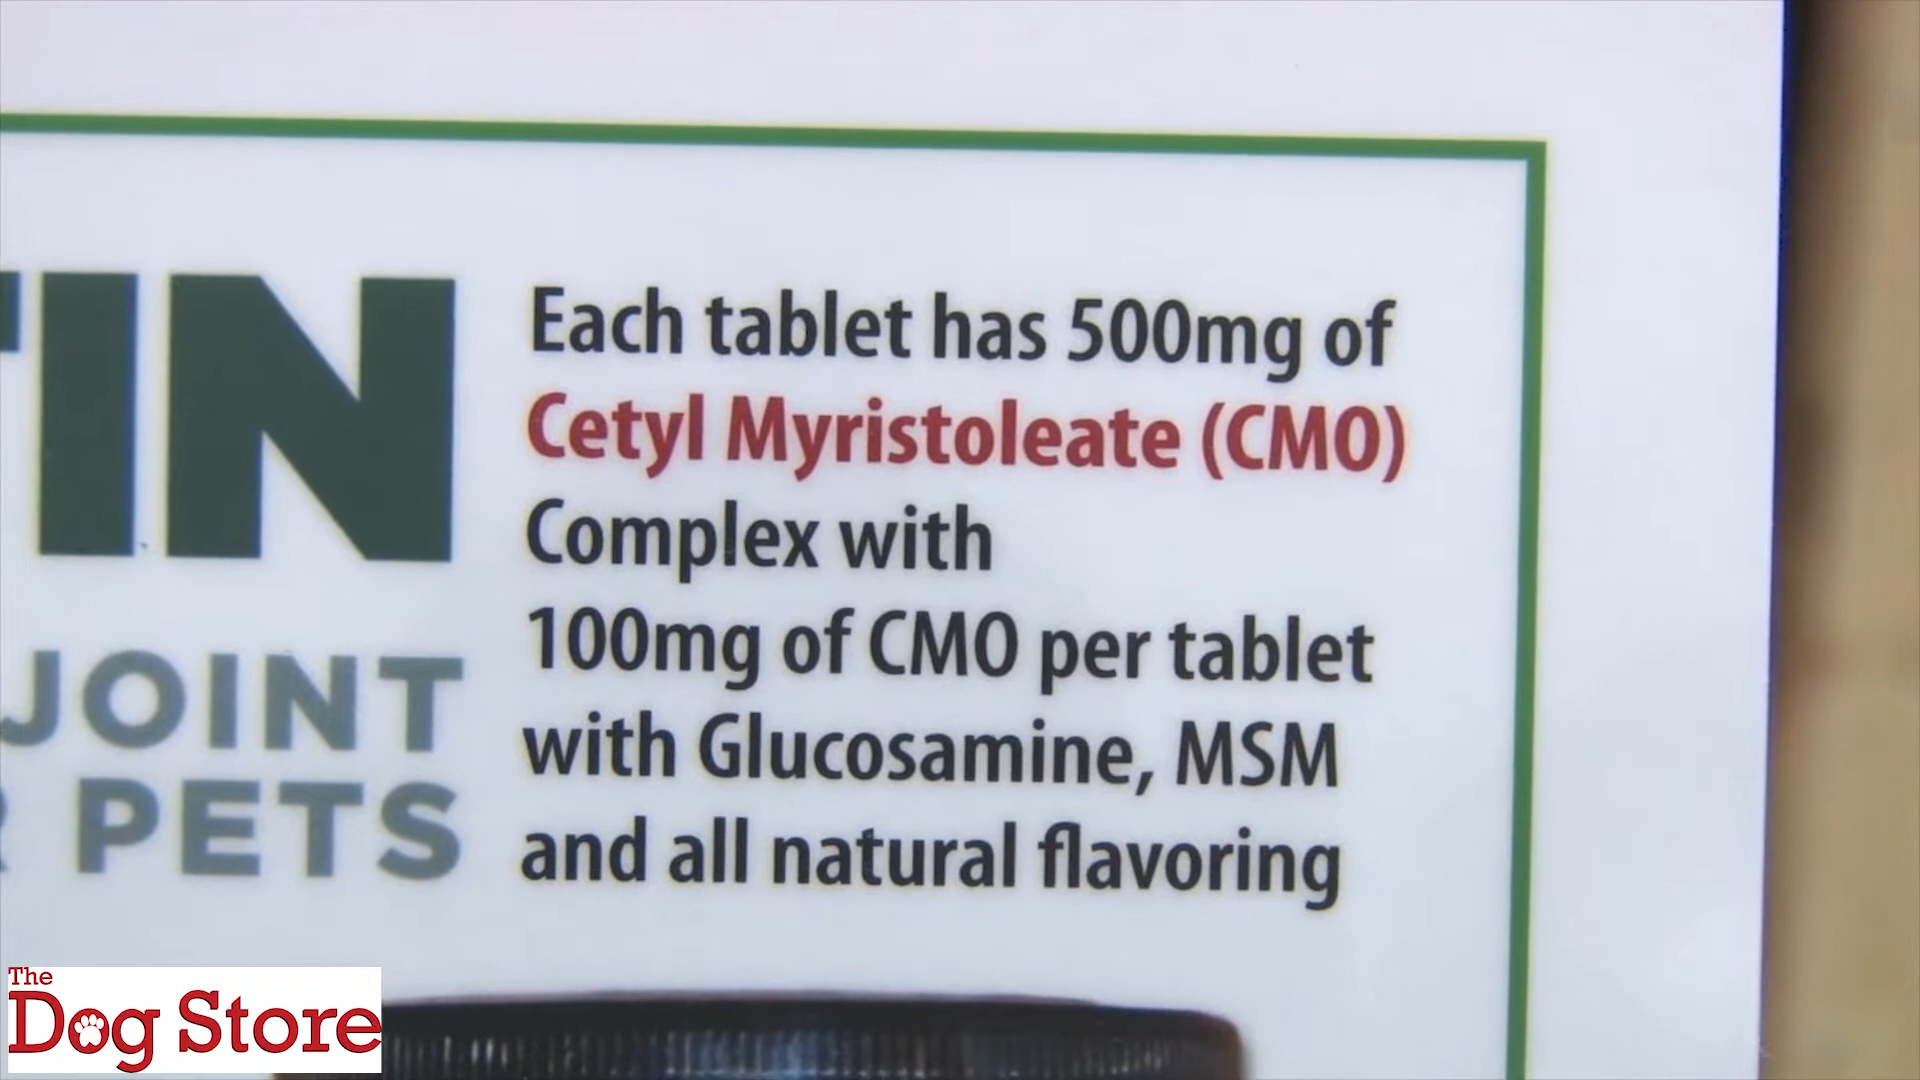 TIN
JOINT
PETS
Each tablet has 500mg of
Cetyl Myristoleate (CMO)
Complex with
100mg of CMO per tablet
with Glucosamine, MSM
and all natural flavoring
The
Dog Store